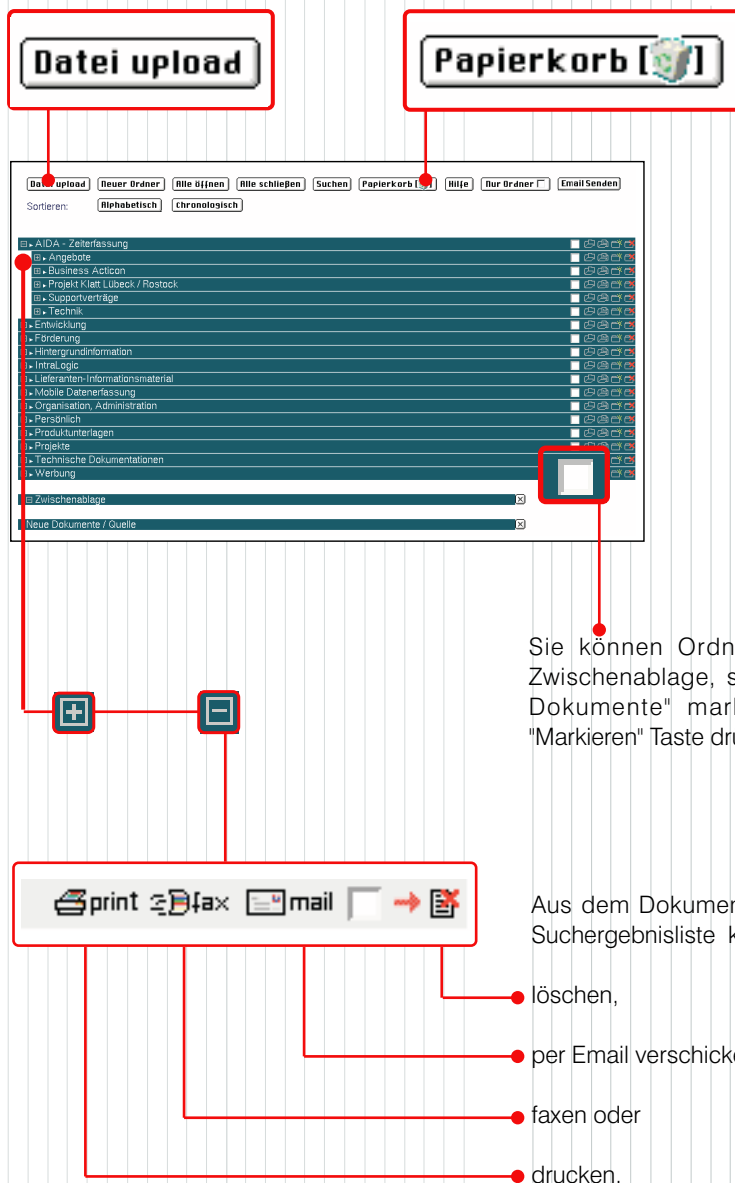 Datei upload
Papierkorb []
Datei upload Neuer Ordner Alle öffnen Alle schließen Suchen Papierkorb [] Hilfe Nur Ordner Email Senden
Sortieren: Alphabetisch Chronologisch
AIDA - Zeiterfassung
Angebote
Business Acticon
Projekt Klatt Lübeck / Rostock
Supportverträge
Technik
Entwicklung
Förderung
Hintergrundinformation
IntraLogic
Lieferanten-Informationsmaterial
Mobile Datenerfassung
Organisation, Administration
Persönlich
Produktunterlagen
Projekte
Technische Dokumentationen
Werbung
Zwischenablage
Neue Dokumente / Quelle
Sie können Ordn
Zwischenablage, s
Dokumente" mar
"Markieren" Taste dr
print fax mail
Aus dem Dokumen
Suchergebnisliste k
löschen,
per Email verschick
faxen oder
drucken.